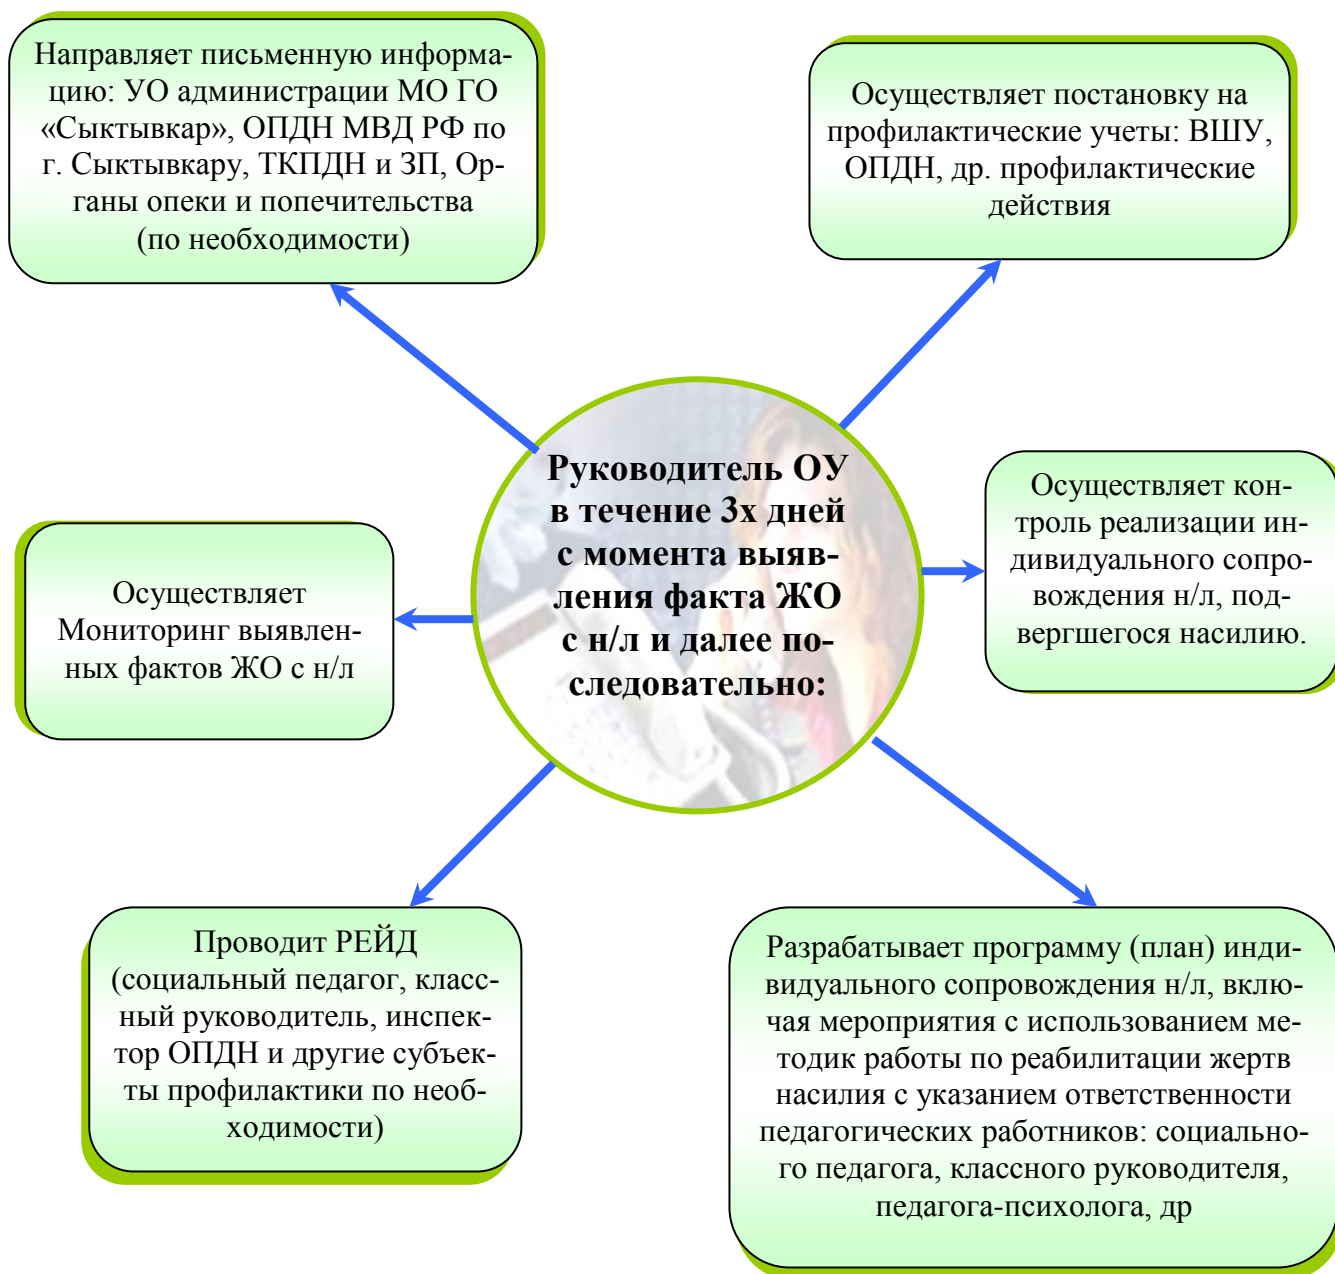 Направляет письменную информа-
цию: УО администрации МО ГО
«Сыктывкар», ОПДН МВД РФ по
г. Сыктывкару, ТКПДН и ЗП, Ор-
ганы опеки и попечительства
(по необходимости)
Осуществляет постановку на
профилактические учеты: ВШУ,
ОПДН, др. профилактические
действия
Руководитель ОУ
в течение 3х дней
с момента выяв-
ления факта ЖО
с н/л и далее по-
следовательно:
Осуществляет кон-
троль реализации ин-
дивидуального сопро-
вождения н/л, под-
вергшегося насилию.
Осуществляет
Мониторинг выявлен-
ных фактов ЖО с н/л
Проводит РЕЙД
(социальный педагог, класс-
ный руководитель, инспек-
тор ОПДН и другие субъек-
ты профилактики по необ-
ходимости)
Разрабатывает программу (план) инди-
видуального сопровождения н/л, вклю-
чая мероприятия с использованием ме-
тодик работы по реабилитации жертв
насилия с указанием ответственности
педагогических работников: социально-
го педагога, классного руководителя,
педагога-психолога, др